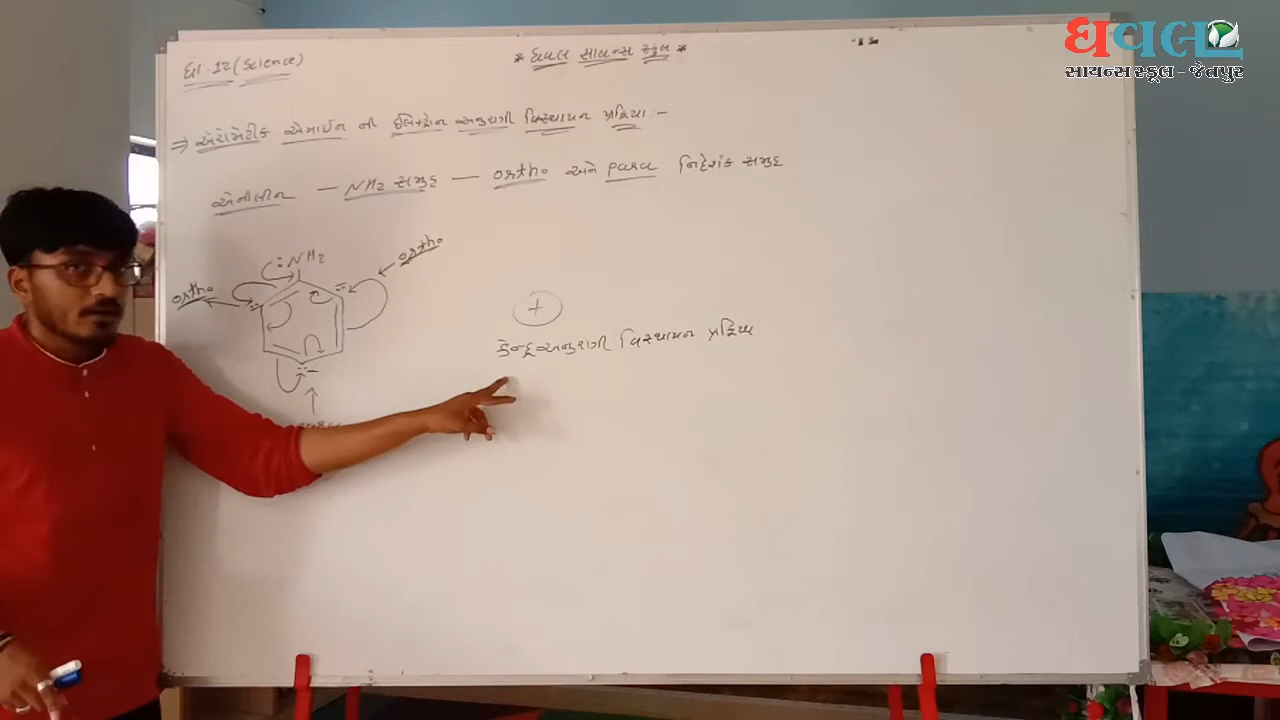 ધવલ
સાયન્સ સ્કૂલ - જેતપુર
ધો. 12 (Science)
* ધવલ સાયન્સ સ્કૂલ *
⇒ એરોમેટીક એમાઈન ની ઈલેક્ટ્રોન અનુરાગી વિસ્થાપન પ્રક્રિયા :-
એનીલીન — NH2 સમુહ — ortho અને para નિર્દેશક સમુહ
:NH2
ortho
ortho
+
કેન્દ્રઅનુરાગી વિસ્થાપન પ્રક્રિયા